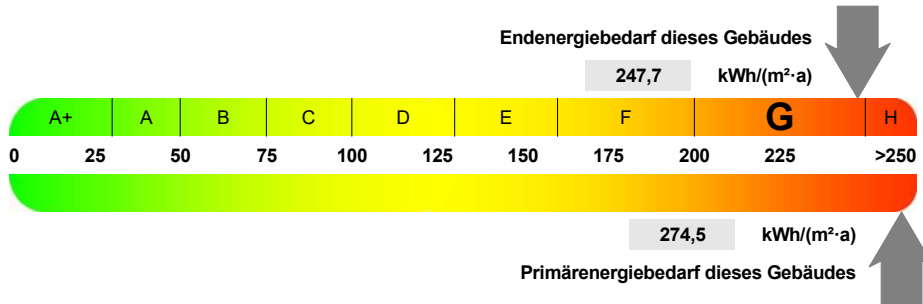 Endenergiebedarf dieses Gebäudes
247,7 kWh/(m²·a)
A+ A B C D E F G H
0 25 50 75 100 125 150 175 200 225 >250
274,5 kWh/(m²·a)
Primärenergiebedarf dieses Gebäudes